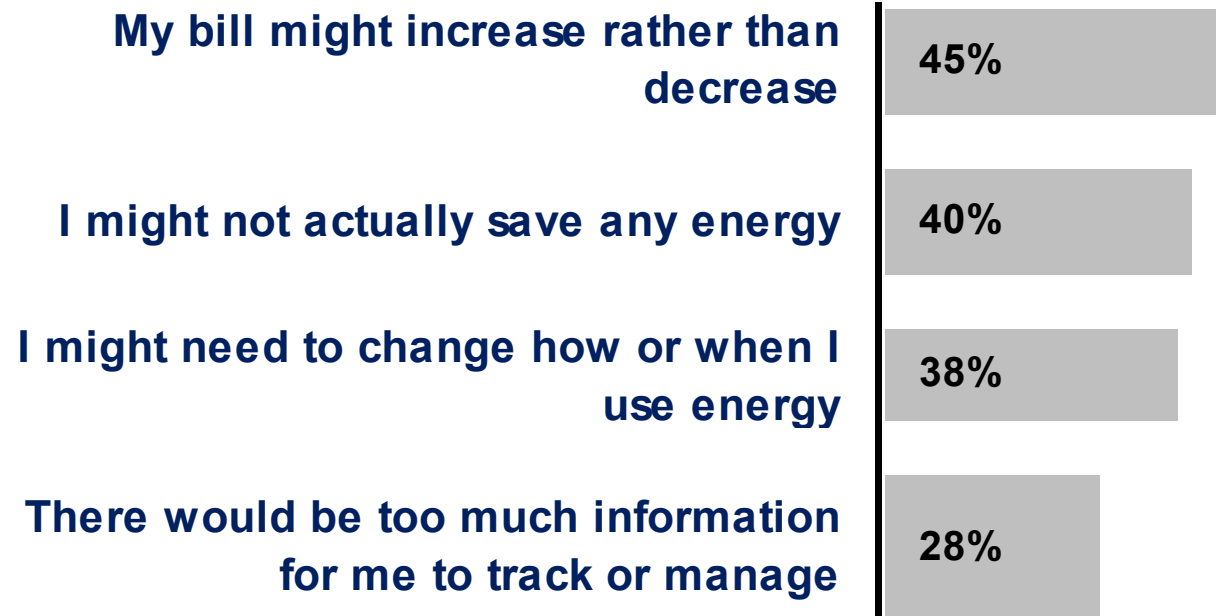 My bill might increase rather than
decrease
45%
I might not actually save any energy
40%
I might need to change how or when I
use energy
38%
There would be too much information
for me to track or manage
28%